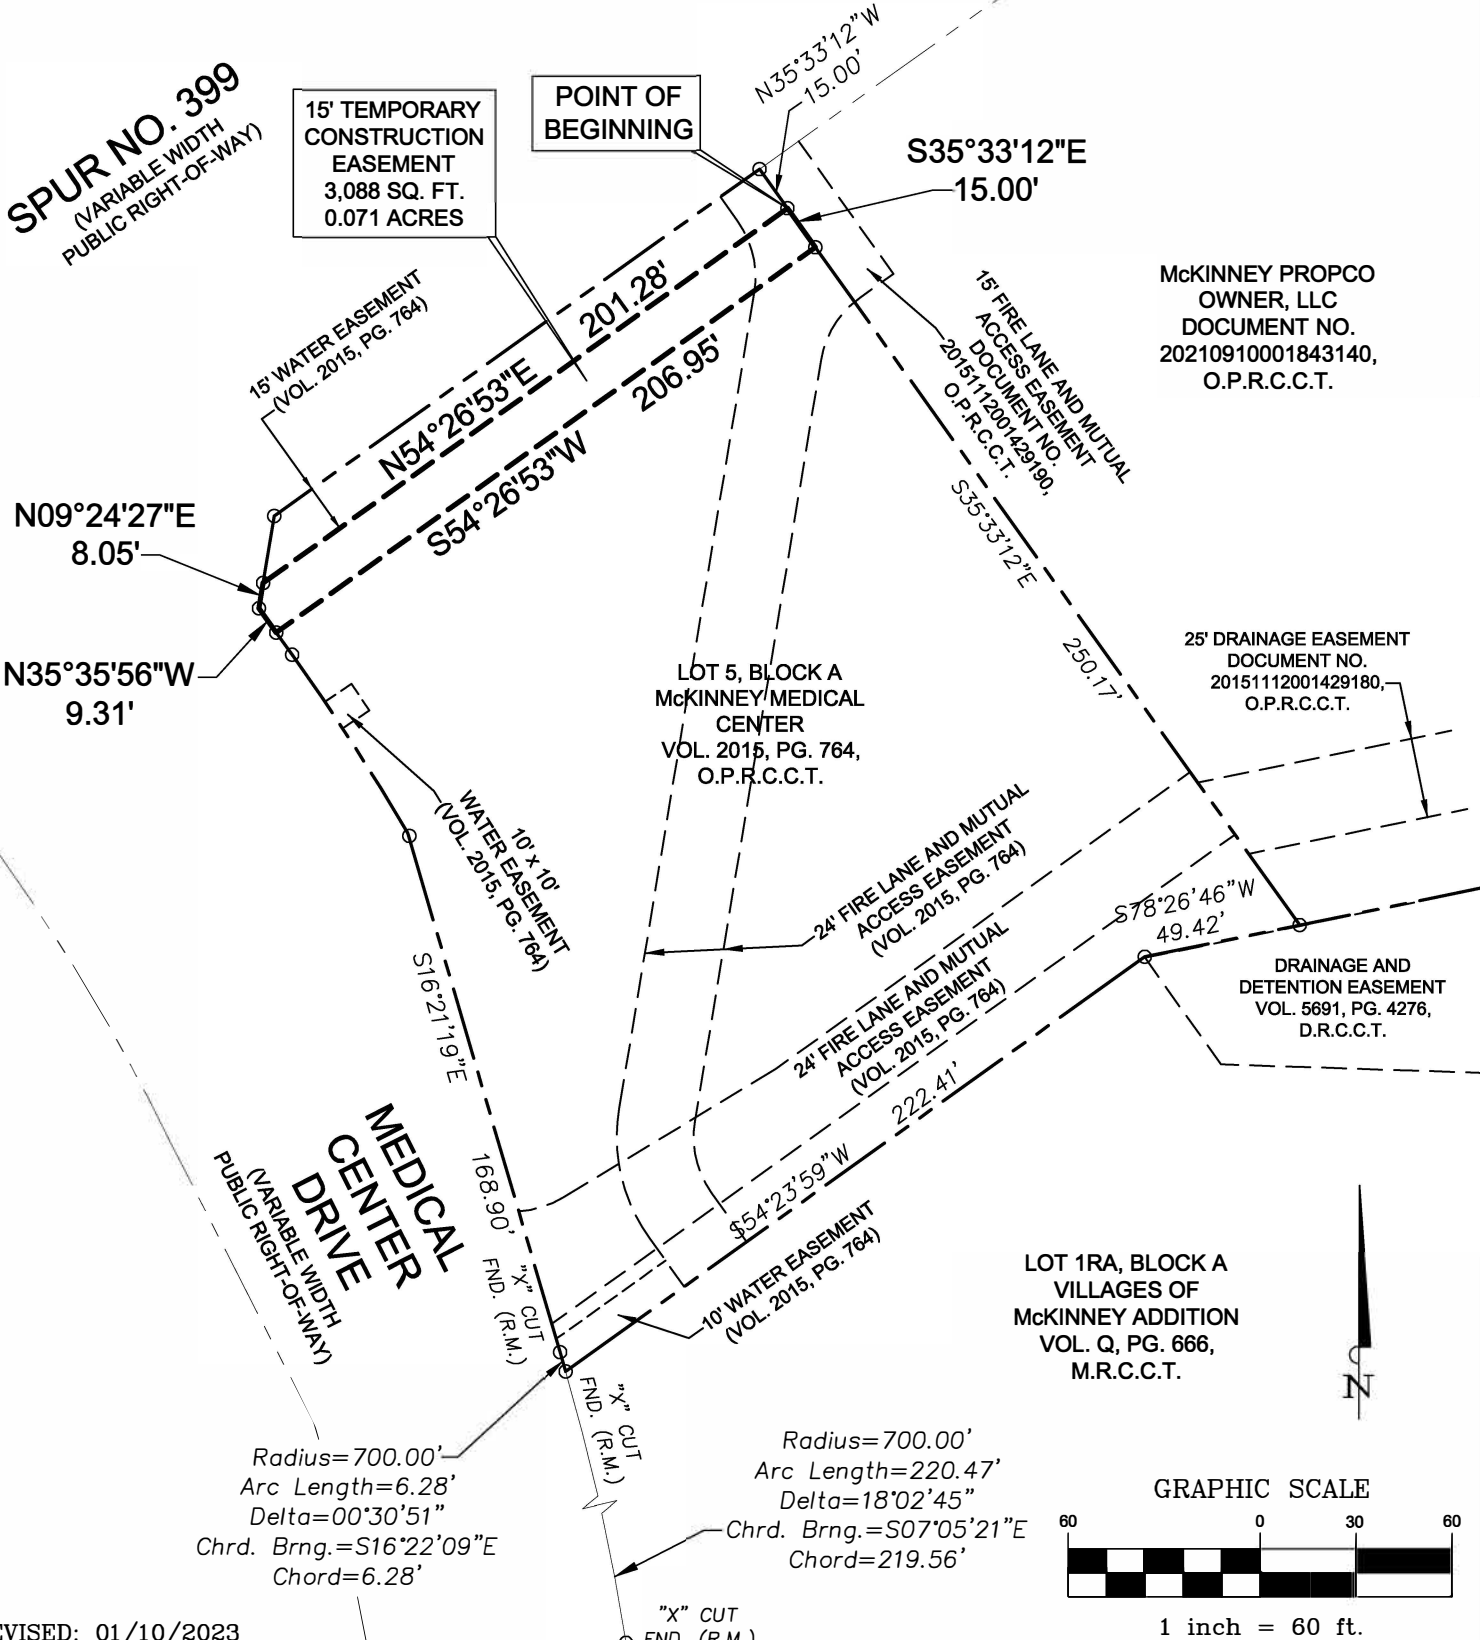 SPUR NO. 399
(VARIABLE WIDTH
PUBLIC RIGHT-OF-WAY)
15' TEMPORARY
CONSTRUCTION
EASEMENT
3,088 SQ. FT.
0.071 ACRES
POINT OF
BEGINNING
N35°33'12"W
15.00'
S35°33'12"E
15.00'
15' WATER EASEMENT
(VOL. 2015, PG. 764)
N54°26'53"E
201.28'
S54°26'53"W
206.95'
15' FIRE LANE AND MUTUAL
ACCESS EASEMENT
DOCUMENT NO.
20151112001429190,
O.P.R.C.C.T.
McKINNEY PROPCO
OWNER, LLC
DOCUMENT NO.
20210910001843140,
O.P.R.C.C.T.
N09°24'27"E
8.05'
N35°35'56"W
9.31'
S35°33'12"E
250.17'
LOT 5, BLOCK A
McKINNEY MEDICAL
CENTER
VOL. 2015, PG. 764,
O.P.R.C.C.T.
25' DRAINAGE EASEMENT
DOCUMENT NO.
20151112001429180,
O.P.R.C.C.T.
10' x 10'
WATER EASEMENT
(VOL. 2015, PG. 764)
24' FIRE LANE AND MUTUAL
ACCESS EASEMENT
(VOL. 2015, PG. 764)
24' FIRE LANE AND MUTUAL
ACCESS EASEMENT
(VOL. 2015, PG. 764)
S78°26'46"W
49.42'
DRAINAGE AND
DETENTION EASEMENT
VOL. 5691, PG. 4276,
D.R.C.C.T.
S16°21'19"E
168.90'
222.41'
S54°23'59"W
MEDICAL
CENTER
DRIVE
(VARIABLE WIDTH
PUBLIC RIGHT-OF-WAY)
"X" CUT
FND. (R.M.)
10' WATER EASEMENT
(VOL. 2015, PG. 764)
LOT 1RA, BLOCK A
VILLAGES OF
McKINNEY ADDITION
VOL. Q, PG. 666,
M.R.C.C.T.
N
"X" CUT
FND. (R.M.)
Radius=700.00'
Arc Length=6.28'
Delta=00°30'51"
Chrd. Brng.=S16°22'09"E
Chord=6.28'
Radius=700.00'
Arc Length=220.47'
Delta=18°02'45"
Chrd. Brng.=S07°05'21"E
Chord=219.56'
GRAPHIC SCALE
60 0 30 60
1 inch = 60 ft.
"X" CUT
FND. (R.M.)
EVISED: 01/10/2023